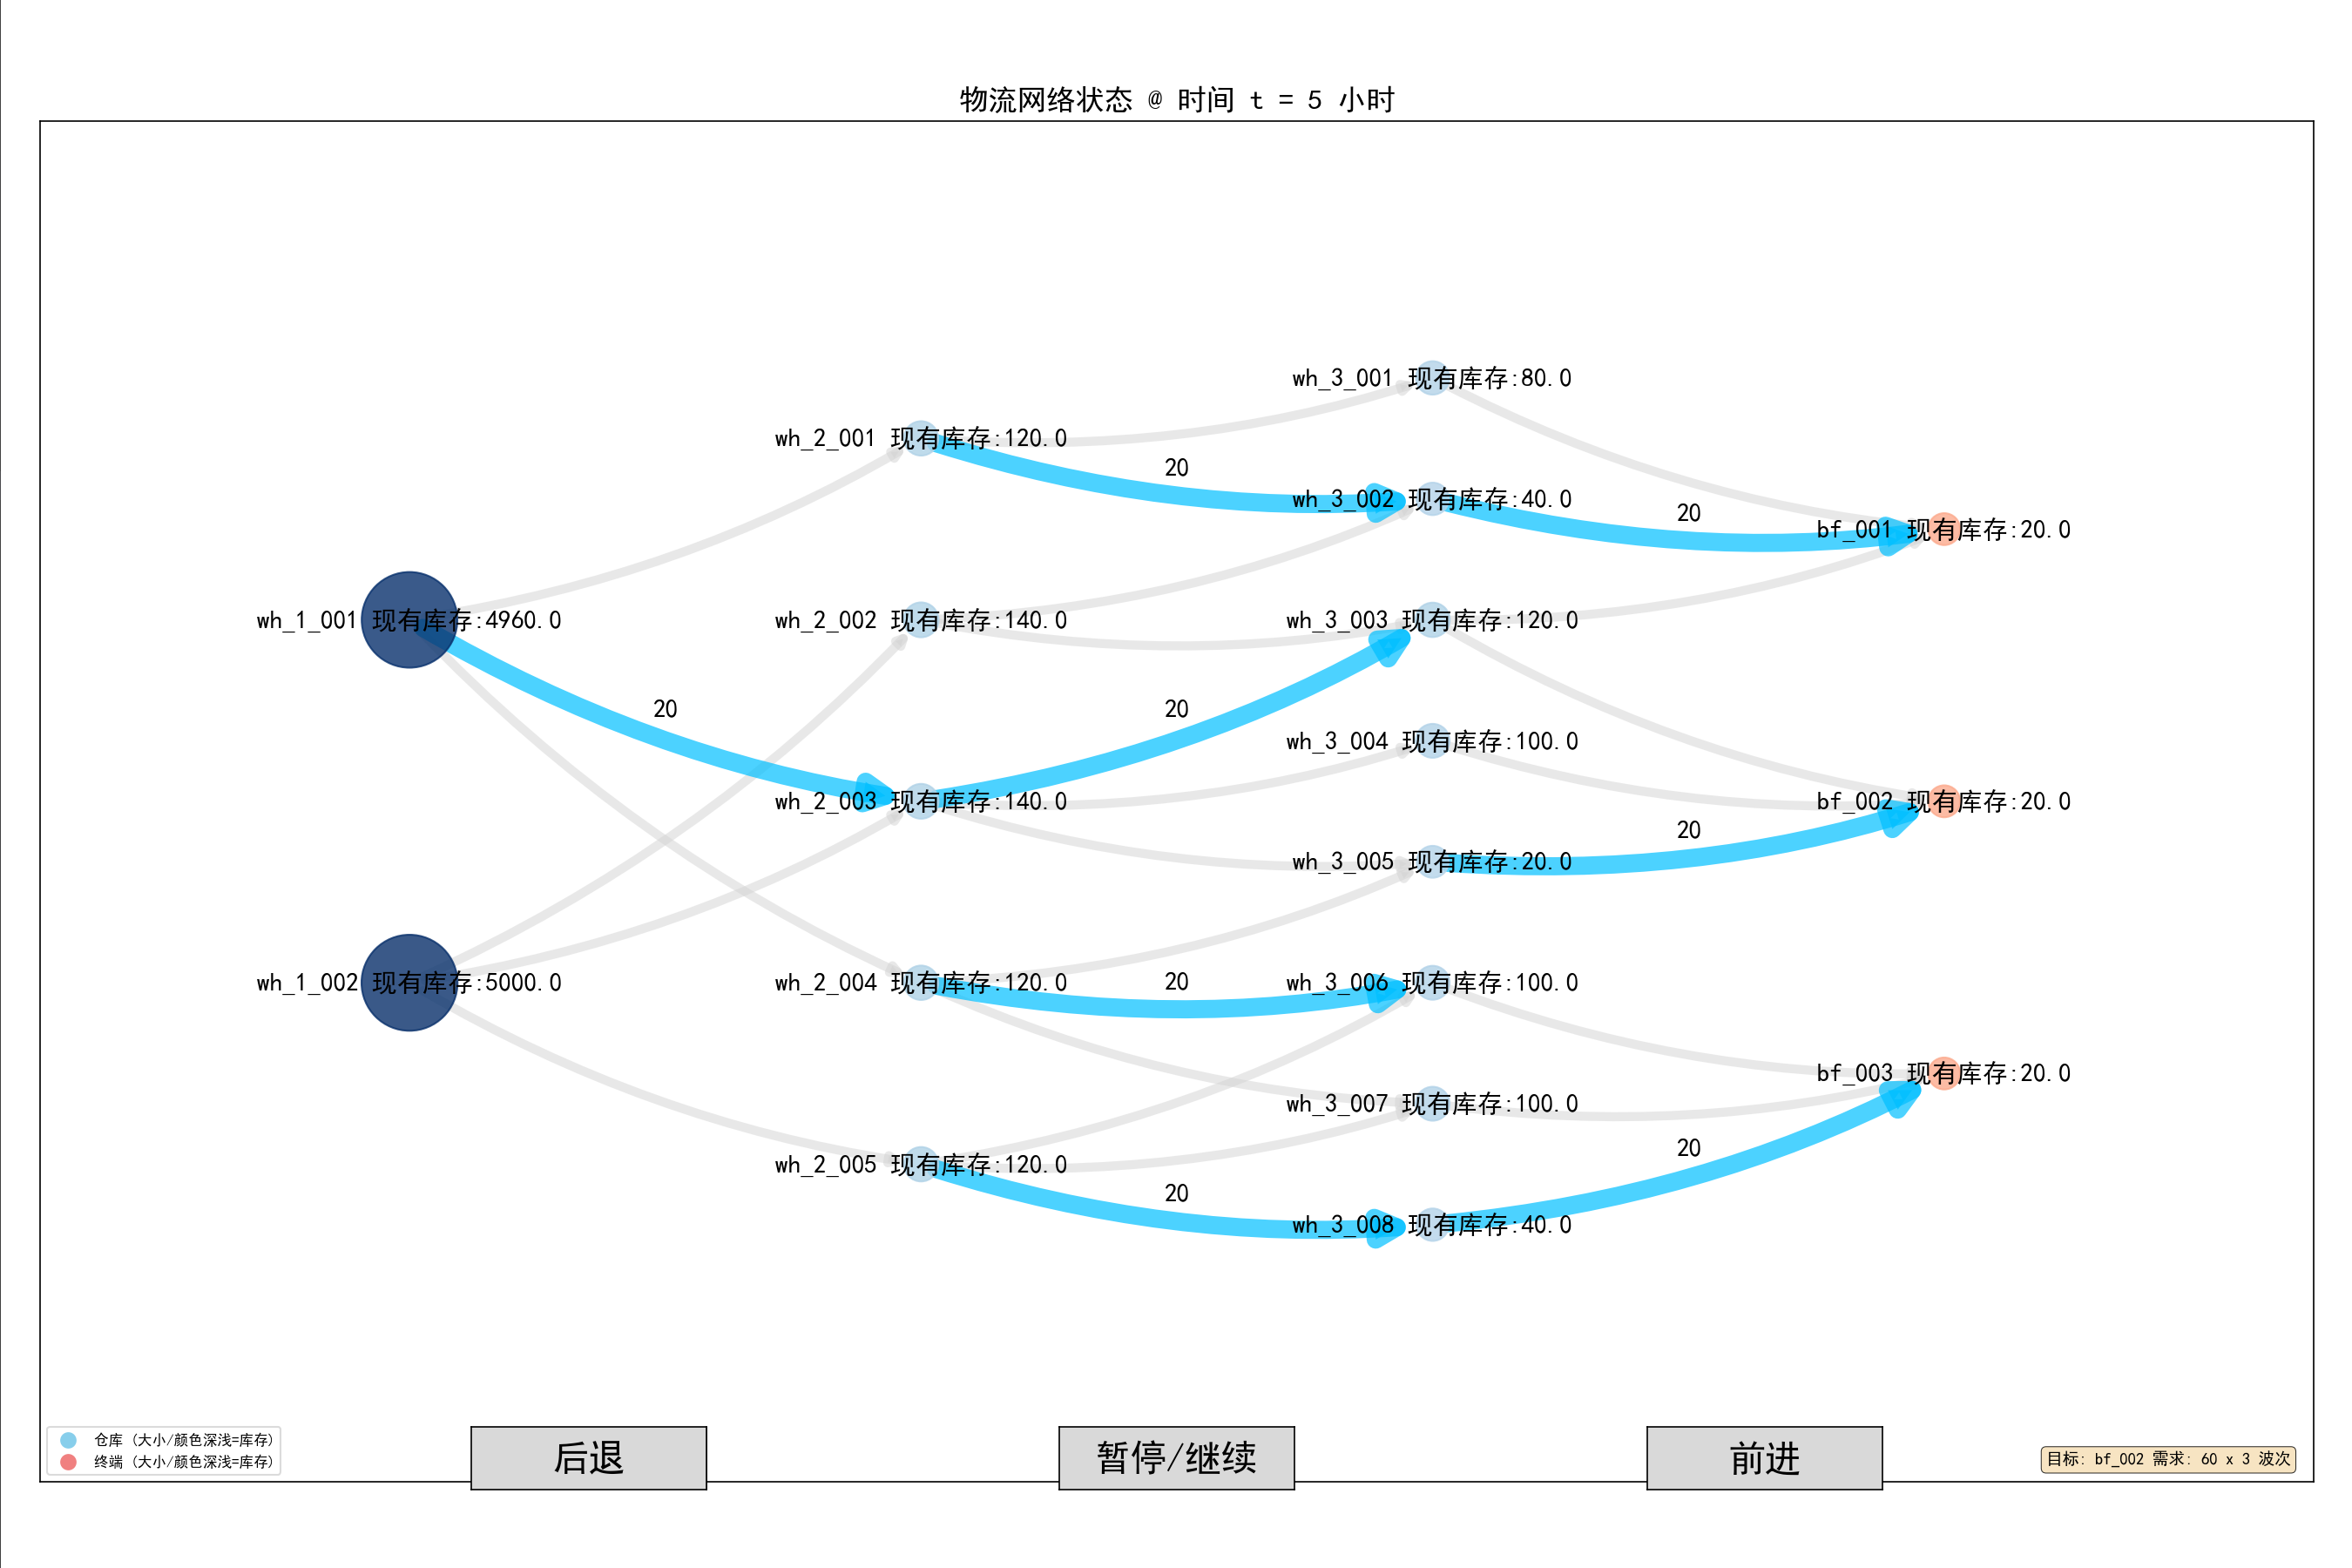 物流网络状态 @ 时间 t = 5 小时
wh_3_001 现有库存:80.0
wh_2_001 现有库存:120.0
20
wh_3_002 现有库存:40.0
20
bf_001 现有库存:20.0
wh_1_001 现有库存:4960.0
wh_2_002 现有库存:140.0
wh_3_003 现有库存:120.0
20
20
wh_3_004 现有库存:100.0
wh_2_003 现有库存:140.0
bf_002 现有库存:20.0
20
wh_3_005 现有库存:20.0
wh_1_002 现有库存:5000.0
wh_2_004 现有库存:120.0
20
wh_3_006 现有库存:100.0
bf_003 现有库存:20.0
wh_3_007 现有库存:100.0
20
wh_2_005 现有库存:120.0
20
wh_3_008 现有库存:40.0
仓库 (大小/颜色深浅=库存)
终端 (大小/颜色深浅=库存)
后退
暂停/继续
前进
目标: bf_002 需求: 60 x 3 波次